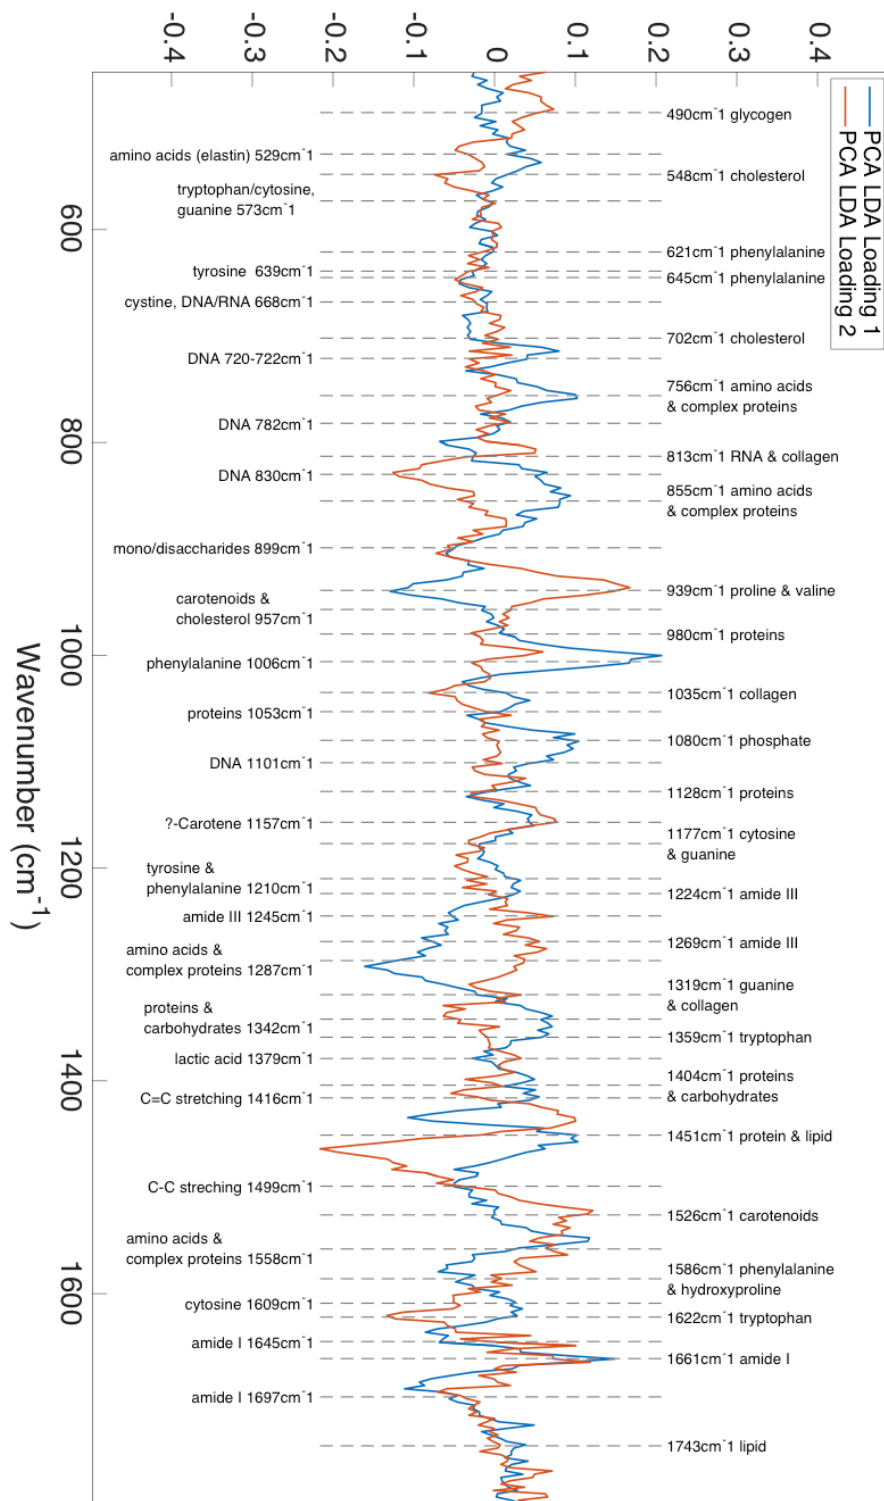 -0.4
-0.3
-0.2
-0.1
0
0.1
0.2
0.3
0.4
PCA LDA Loading 1
PCA LDA Loading 2
490cm⁻1 glycogen
amino acids (elastin) 529cm⁻1
548cm⁻1 cholesterol
tryptophan/cytosine,
guanine 573cm⁻1
600
621cm⁻1 phenylalanine
tyrosine 639cm⁻1
645cm⁻1 phenylalanine
cystine, DNA/RNA 668cm⁻1
702cm⁻1 cholesterol
DNA 720-722cm⁻1
756cm⁻1 amino acids
& complex proteins
DNA 782cm⁻1
800
813cm⁻1 RNA & collagen
DNA 830cm⁻1
855cm⁻1 amino acids
& complex proteins
mono/disaccharides 899cm⁻1
939cm⁻1 proline & valine
carotenoids &
cholesterol 957cm⁻1
980cm⁻1 proteins
1000
phenylalanine 1006cm⁻1
1035cm⁻1 collagen
proteins 1053cm⁻1
1080cm⁻1 phosphate
DNA 1101cm⁻1
1128cm⁻1 proteins
?-Carotene 1157cm⁻1
1177cm⁻1 cytosine
& guanine
1200
tyrosine &
phenylalanine 1210cm⁻1
1224cm⁻1 amide III
amide III 1245cm⁻1
1269cm⁻1 amide III
amino acids &
complex proteins 1287cm⁻1
1319cm⁻1 guanine
& collagen
proteins &
carbohydrates 1342cm⁻1
1359cm⁻1 tryptophan
lactic acid 1379cm⁻1
1400
1404cm⁻1 proteins
& carbohydrates
C=C stretching 1416cm⁻1
1451cm⁻1 protein & lipid
C-C streching 1499cm⁻1
1526cm⁻1 carotenoids
amino acids &
complex proteins 1558cm⁻1
1586cm⁻1 phenylalanine
& hydroxyproline
1600
cytosine 1609cm⁻1
1622cm⁻1 tryptophan
amide I 1645cm⁻1
1661cm⁻1 amide I
amide I 1697cm⁻1
1743cm⁻1 lipid
Wavenumber (cm⁻¹)